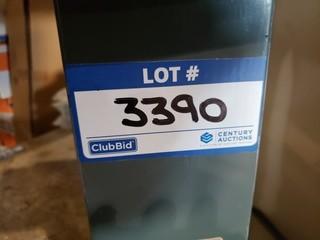 LOT #
3390
ClubBid
CENTURY
AUCTIONS